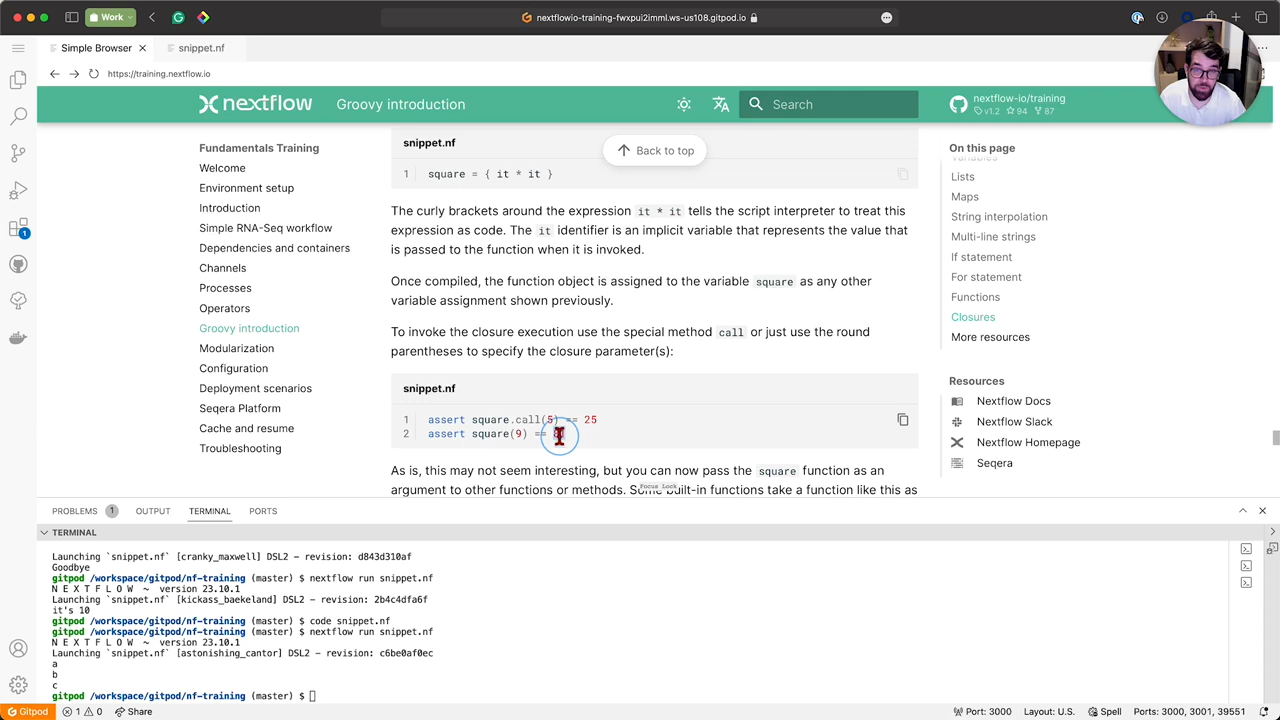 Work
nextflowio-training-fwxpui2imml.ws-us108.gitpod.io
Simple Browser
snippet.nf
https://training.nextflow.io
nextflow
Groovy introduction
Search
nextflow-io/training
v1.2 94 87
Fundamentals Training
Welcome
Environment setup
Introduction
Simple RNA-Seq workflow
Dependencies and containers
Channels
Processes
Operators
Groovy introduction
Modularization
Configuration
Deployment scenarios
Seqera Platform
Cache and resume
Troubleshooting
snippet.nf
Back to top
1 square = { it * it }
The curly brackets around the expression it * it tells the script interpreter to treat this
expression as code. The it identifier is an implicit variable that represents the value that
is passed to the function when it is invoked.
Once compiled, the function object is assigned to the variable square as any other
variable assignment shown previously.
To invoke the closure execution use the special method call or just use the round
parentheses to specify the closure parameter(s):
snippet.nf
1 assert square.call(5) == 25
2 assert square(9) ==
As is, this may not seem interesting, but you can now pass the square function as an
argument to other functions or methods. Some built-in functions take a function like this as
Focus Lock
On this page
Variables
Lists
Maps
String interpolation
Multi-line strings
If statement
For statement
Functions
Closures
More resources
Resources
Nextflow Docs
Nextflow Slack
Nextflow Homepage
Seqera
PROBLEMS 1 OUTPUT TERMINAL PORTS
TERMINAL
Launching `snippet.nf` [cranky_maxwell] DSL2 - revision: d843d310af
Goodbye
gitpod /workspace/gitpod/nf-training (master) $ nextflow run snippet.nf
N E X T F L O W ~ version 23.10.1
Launching `snippet.nf` [kickass_baekeland] DSL2 - revision: 2b4c4dfa6f
it's 10
gitpod /workspace/gitpod/nf-training (master) $ code snippet.nf
gitpod /workspace/gitpod/nf-training (master) $ nextflow run snippet.nf
N E X T F L O W ~ version 23.10.1
Launching `snippet.nf` [astonishing_cantor] DSL2 - revision: c6be0af0ec
a
b
c
gitpod /workspace/gitpod/nf-training (master) $
1
Gitpod 1 0 Share
Port: 3000 Layout: U.S. Spell Ports: 3000, 3001, 39551